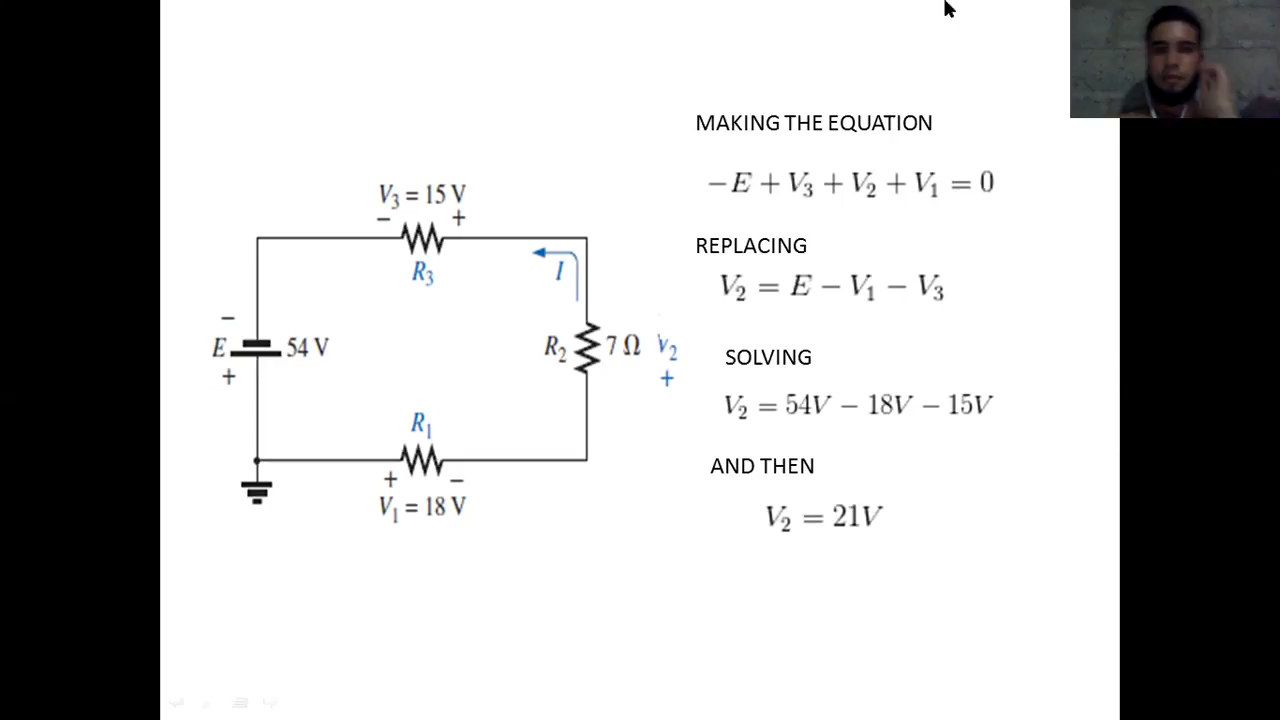 V₃ = 15 V
− +
R₃
I
−
E 54 V
+
R₂ 7 Ω V₂
+
R₁
+ −
V₁ = 18 V
MAKING THE EQUATION
−E + V₃ + V₂ + V₁ = 0
REPLACING
V₂ = E − V₁ − V₃
SOLVING
V₂ = 54V − 18V − 15V
AND THEN
V₂ = 21V